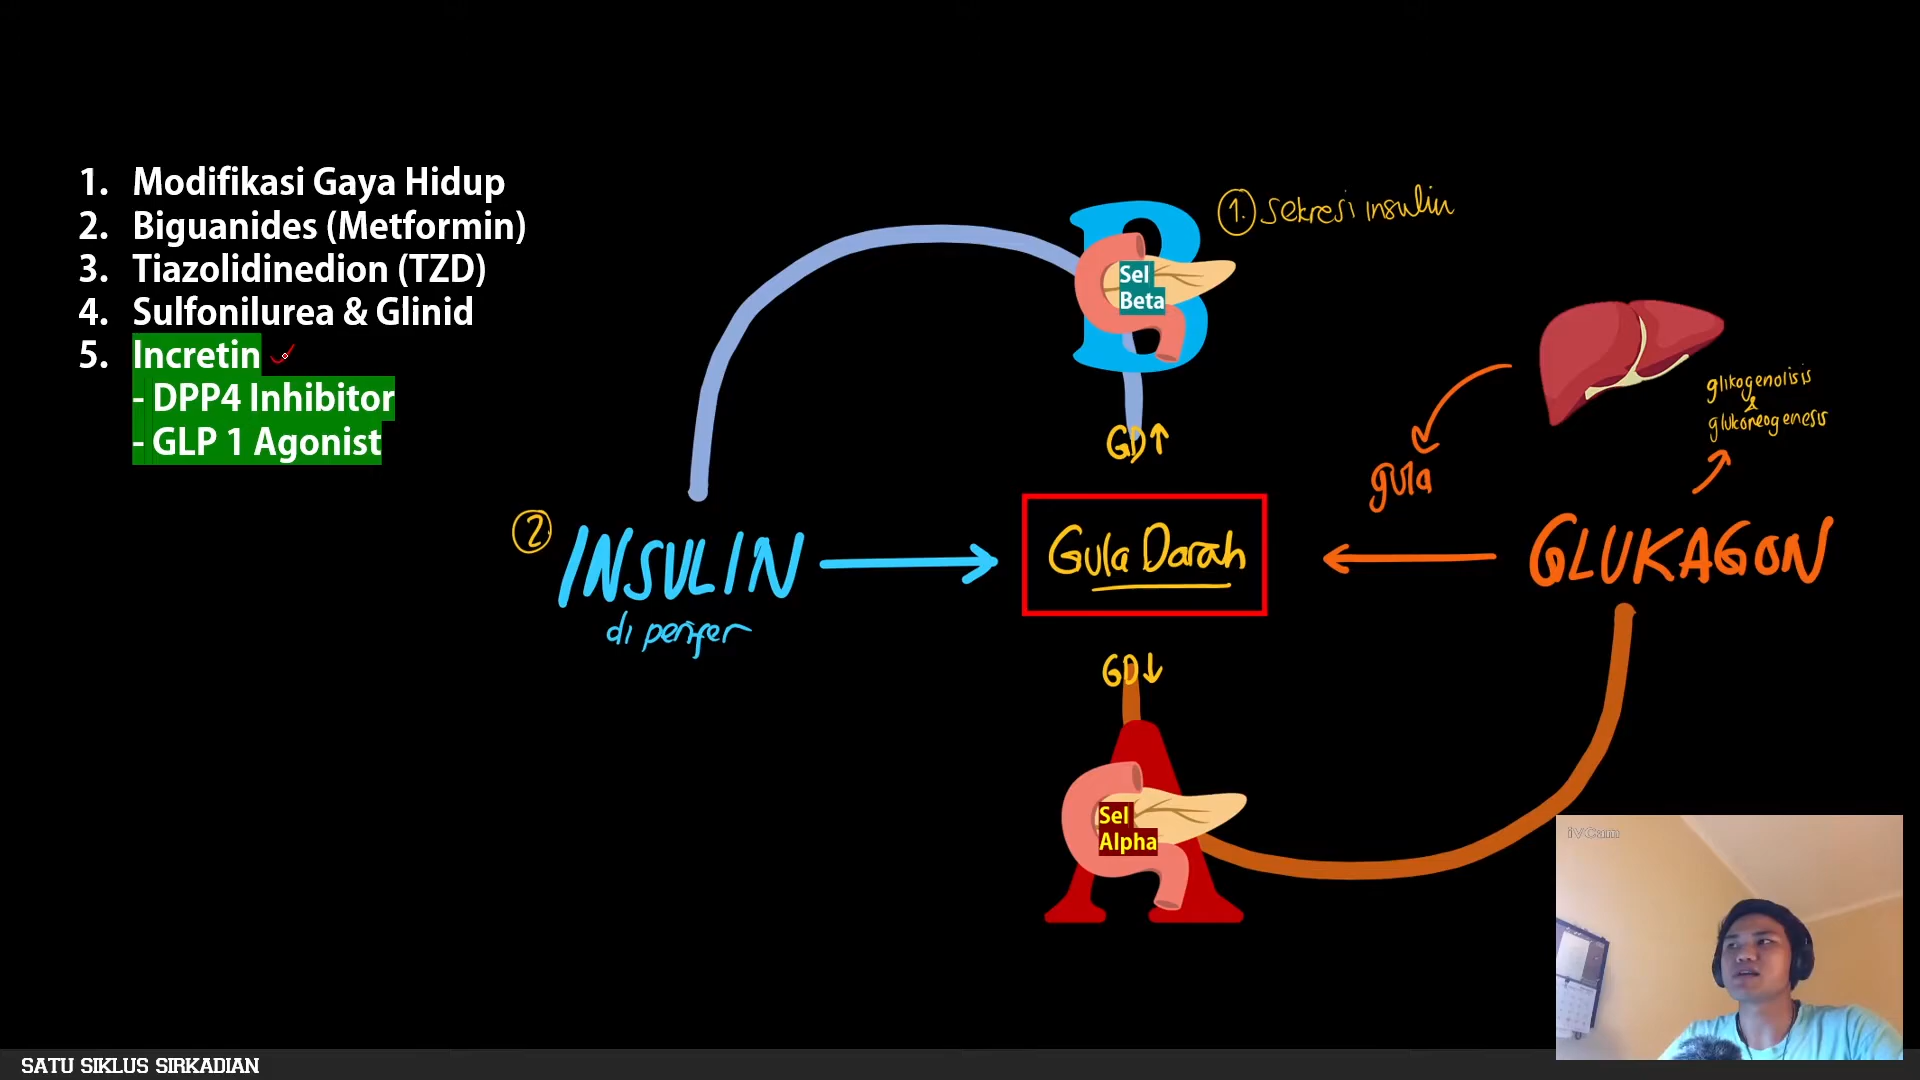 1. Modifikasi Gaya Hidup
2. Biguanides (Metformin)
3. Tiazolidinedion (TZD)
4. Sulfonilurea & Glinid
5. Incretin
- DPP4 Inhibitor
- GLP 1 Agonist
1. Sekresi insulin
Sel
Beta
GD↑
glikogenolisis
&
glukoneogenesis
gula
2
INSULIN
di perifer
Gula Darah
GLUKAGON
GD↓
Sel
Alpha
iVCam
SATU SIKLUS SIRKADIAN